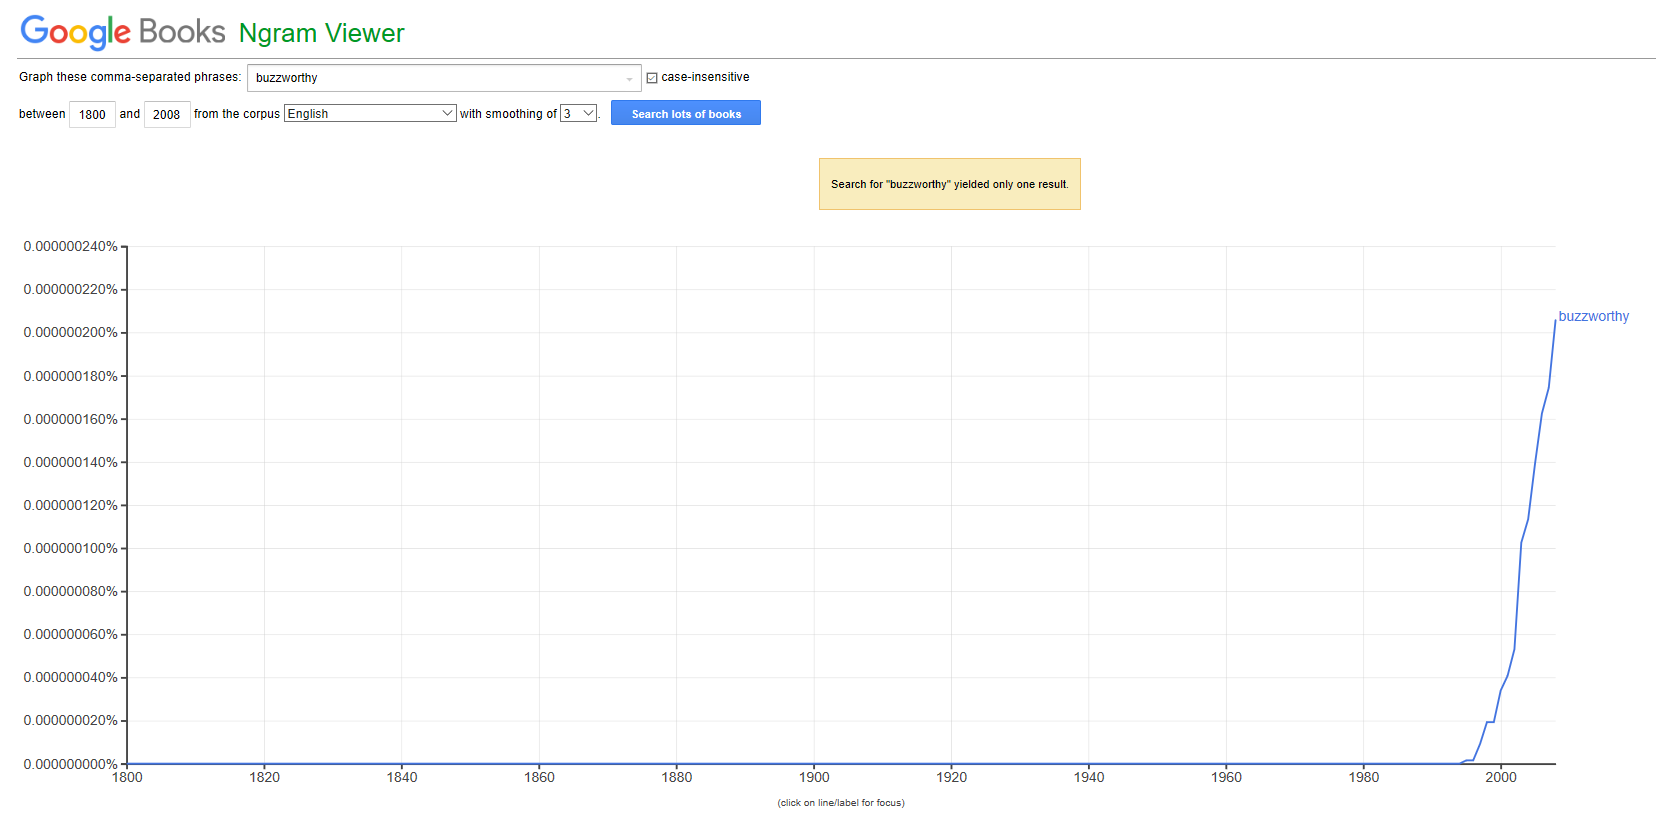 Google Books Ngram Viewer
Graph these comma-separated phrases: buzzworthy case-insensitive
between 1800 and 2008 from the corpus English with smoothing of 3 . Search lots of books
Search for "buzzworthy" yielded only one result.
0.000000240%
0.000000220%
buzzworthy
0.000000200%
0.000000180%
0.000000160%
0.000000140%
0.000000120%
0.000000100%
0.000000080%
0.000000060%
0.000000040%
0.000000020%
0.000000000%
1800 1820 1840 1860 1880 1900 1920 1940 1960 1980 2000
(click on line/label for focus)